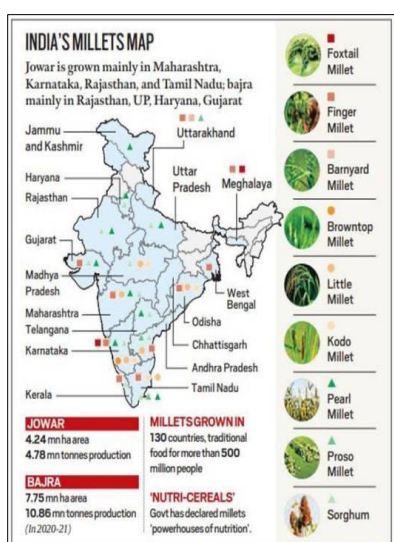 INDIA'S MILLETS MAP
Jowar is grown mainly in Maharashtra,
Karnataka, Rajasthan, and Tamil Nadu; bajra
mainly in Rajasthan, UP, Haryana, Gujarat
Jammu
and Kashmir
Uttarakhand
Haryana
Rajasthan
Uttar
Pradesh
Meghalaya
Gujarat
Madhya
Pradesh
West
Bengal
Maharashtra
Odisha
Telangana
Chhattisgarh
Karnataka
Andhra Pradesh
Tamil Nadu
Kerala
JOWAR
4.24 mn ha area
4.78 mn tonnes production
BAJRA
7.75 mn ha area
10.86 mn tonnes production
(In 2020-21)
MILLETS GROWN IN
130 countries, traditional
food for more than 500
million people
'NUTRI-CEREALS'
Govt has declared millets
'powerhouses of nutrition'.
Foxtail
Millet
Finger
Millet
Barnyard
Millet
Browntop
Millet
Little
Millet
Kodo
Millet
Pearl
Millet
Proso
Millet
Sorghum